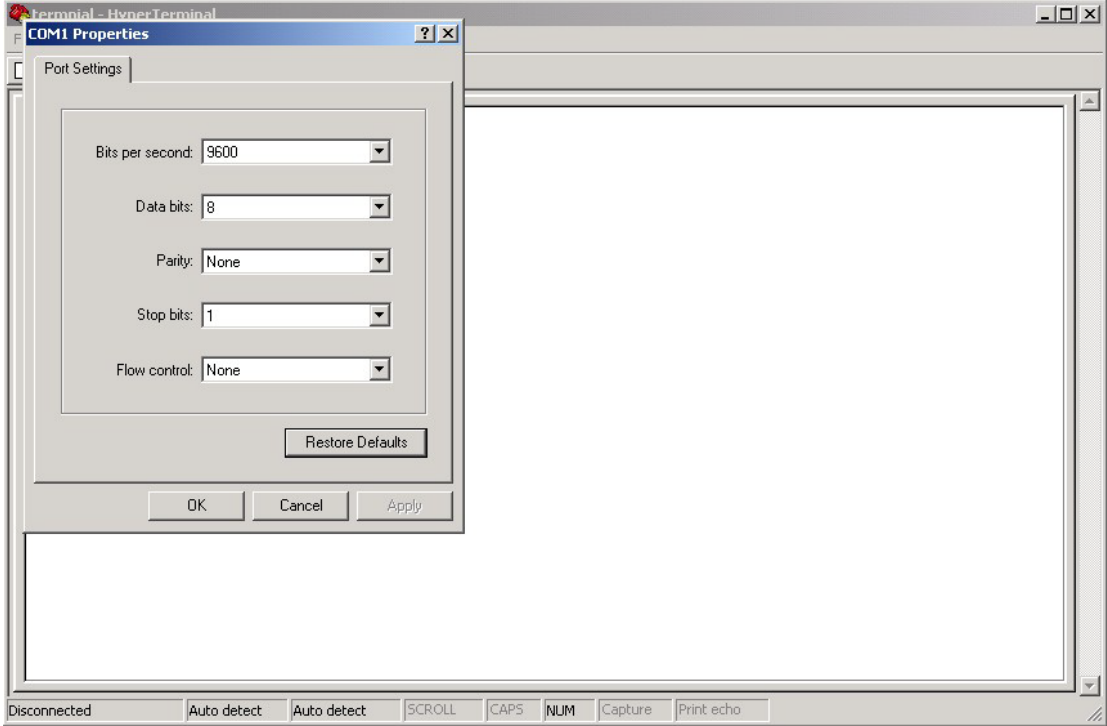 termpial - HyperTerminal
COM1 Properties
F
Port Settings
Bits per second: 9600
Data bits: 8
Parity: None
Stop bits: 1
Flow control: None
Restore Defaults
OK Cancel Apply
Disconnected Auto detect Auto detect SCROLL CAPS NUM Capture Print echo